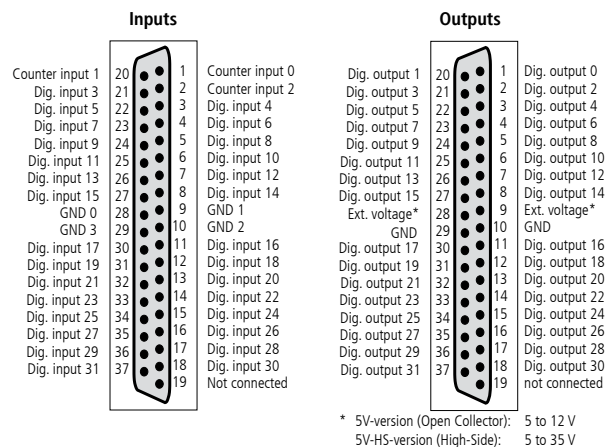 Inputs
Counter input 1 20 1 Counter input 0
Dig. input 3 21 2 Counter input 2
Dig. input 5 22 3 Dig. input 4
Dig. input 7 23 4 Dig. input 6
Dig. input 9 24 5 Dig. input 8
Dig. input 11 25 6 Dig. input 10
Dig. input 13 26 7 Dig. input 12
Dig. input 15 27 8 Dig. input 14
GND 0 28 9 GND 1
GND 3 29 10 GND 2
Dig. input 17 30 11 Dig. input 16
Dig. input 19 31 12 Dig. input 18
Dig. input 21 32 13 Dig. input 20
Dig. input 23 33 14 Dig. input 22
Dig. input 25 34 15 Dig. input 24
Dig. input 27 35 16 Dig. input 26
Dig. input 29 36 17 Dig. input 28
Dig. input 31 37 18 Dig. input 30
19 Not connected
Outputs
Dig. output 1 20 1 Dig. output 0
Dig. output 3 21 2 Dig. output 2
Dig. output 5 22 3 Dig. output 4
Dig. output 7 23 4 Dig. output 6
Dig. output 9 24 5 Dig. output 8
Dig. output 11 25 6 Dig. output 10
Dig. output 13 26 7 Dig. output 12
Dig. output 15 27 8 Dig. output 14
Ext. voltage* 28 9 Ext. voltage*
GND 29 10 GND
Dig. output 17 30 11 Dig. output 16
Dig. output 19 31 12 Dig. output 18
Dig. output 21 32 13 Dig. output 20
Dig. output 23 33 14 Dig. output 22
Dig. output 25 34 15 Dig. output 24
Dig. output 27 35 16 Dig. output 26
Dig. output 29 36 17 Dig. output 28
Dig. output 31 37 18 Dig. output 30
19 not connected
* 5V-version (Open Collector): 5 to 12 V
5V-HS-version (High-Side): 5 to 35 V